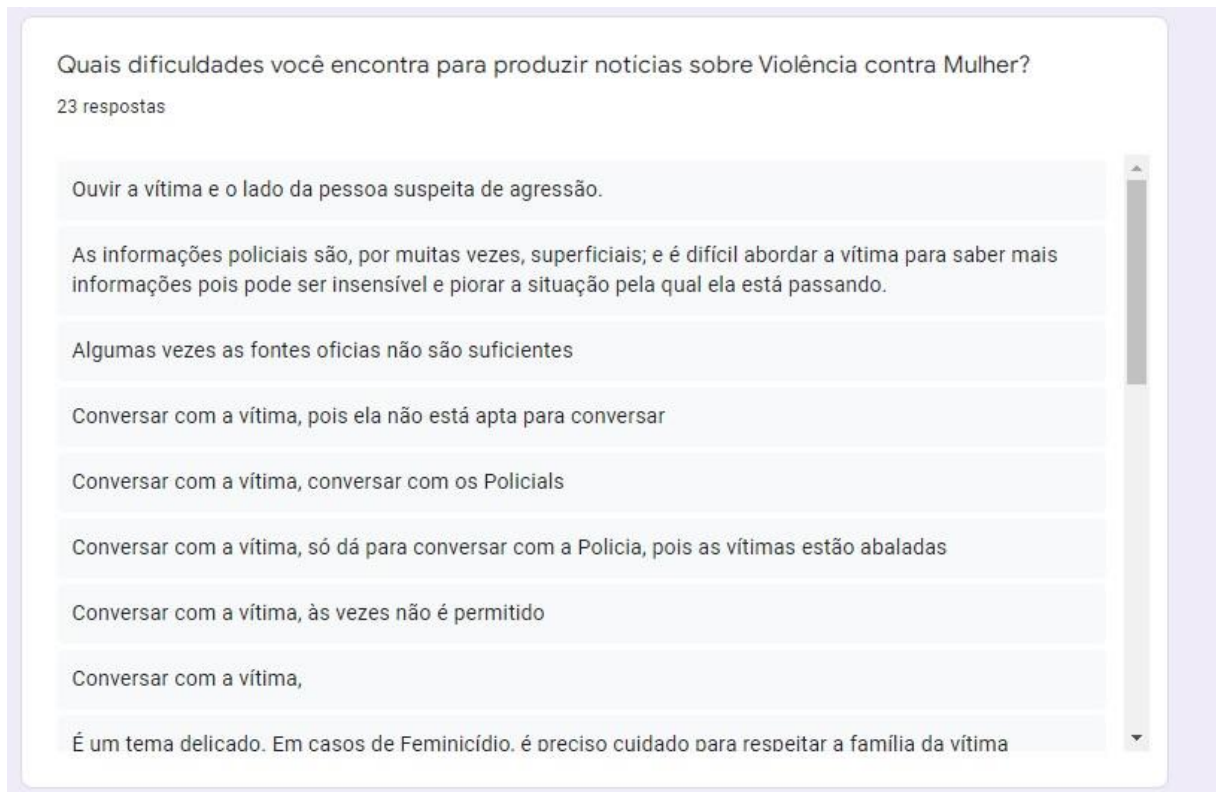 Quais dificuldades você encontra para produzir notícias sobre Violência contra Mulher?
23 respostas
Ouvir a vítima e o lado da pessoa suspeita de agressão.
As informações policiais são, por muitas vezes, superficiais; e é difícil abordar a vítima para saber mais
informações pois pode ser insensível e piorar a situação pela qual ela está passando.
Algumas vezes as fontes oficias não são suficientes
Conversar com a vítima, pois ela não está apta para conversar
Conversar com a vítima, conversar com os Policials
Conversar com a vítima, só dá para conversar com a Policia, pois as vítimas estão abaladas
Conversar com a vítima, às vezes não é permitido
Conversar com a vítima,
É um tema delicado. Em casos de Feminicídio. é preciso cuidado para respeitar a família da vítima